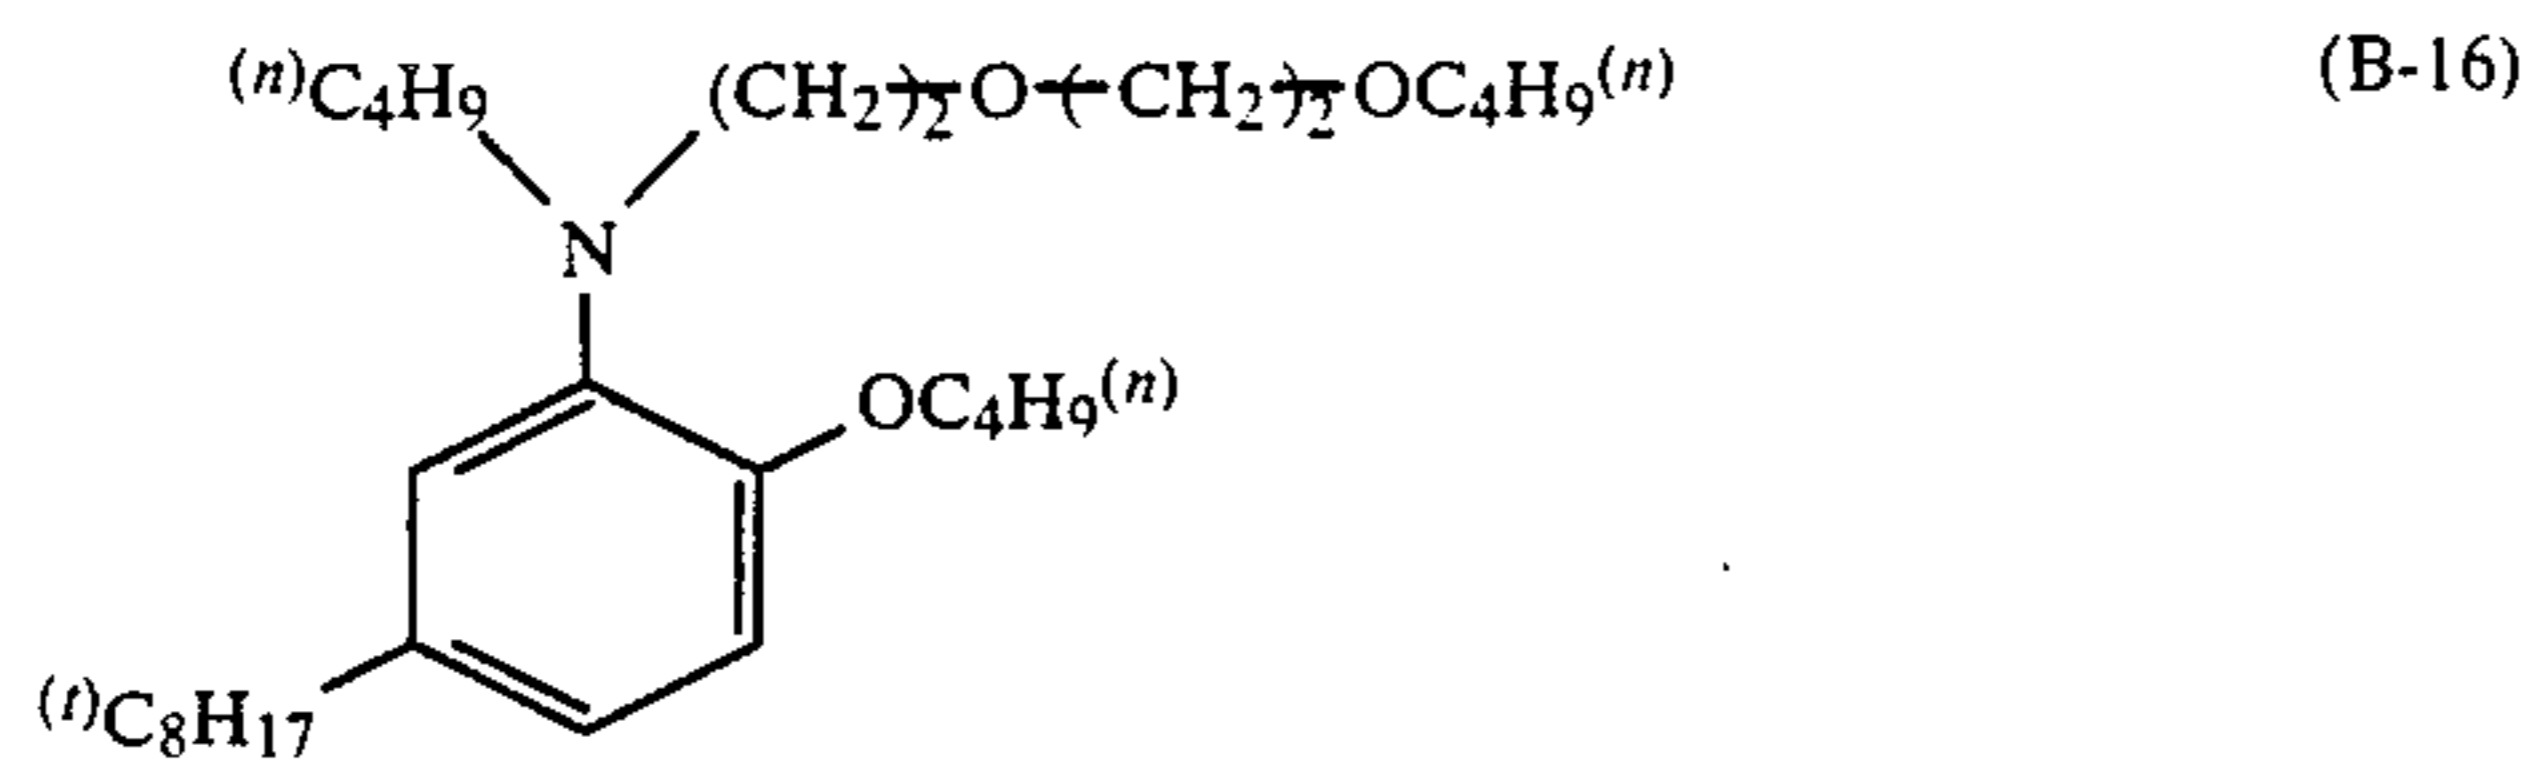 (n)C4H9 (CH2)2O(CH2)2OC4H9(n) (B-16)
N
OC4H9(n)
(t)C8H17